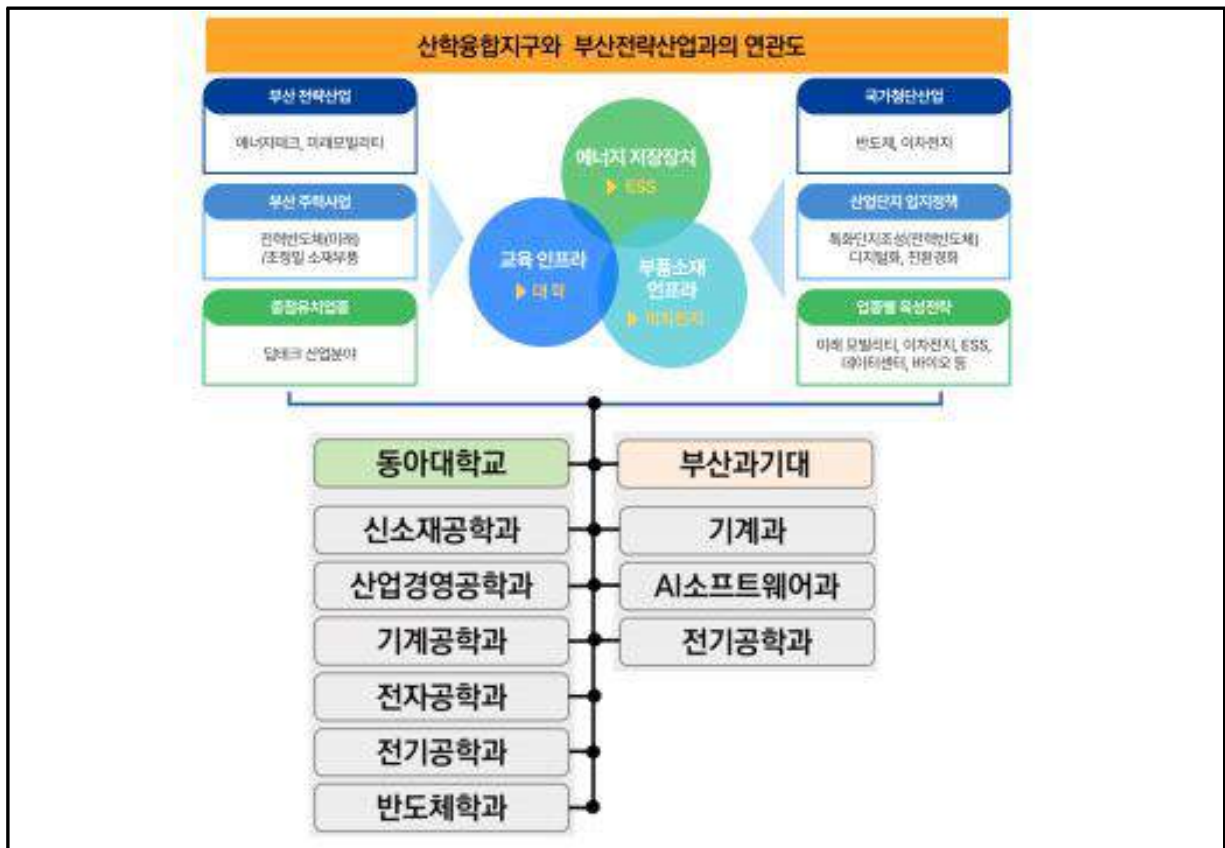 산학융합지구와 부산전략산업과의 연관도
부산 전략산업
에너지테크, 미래모빌리티
부산 주력사업
전력반도체(미래)
/초정밀 소재부품
중점유치업종
딥테크 산업분야
에너지 저장장치
▶ ESS
교육 인프라
▶ 대학
부품소재
인프라
▶ 이차전지
국가첨단산업
반도체, 이차전지
산업단지 입지정책
특화단지조성(전력반도체)
디지털화, 친환경화
업종별 육성전략
미래 모빌리티, 이차전지, ESS,
데이터센터, 바이오 등
동아대학교
신소재공학과
산업경영공학과
기계공학과
전자공학과
전기공학과
반도체학과
부산과기대
기계과
AI소프트웨어과
전기공학과